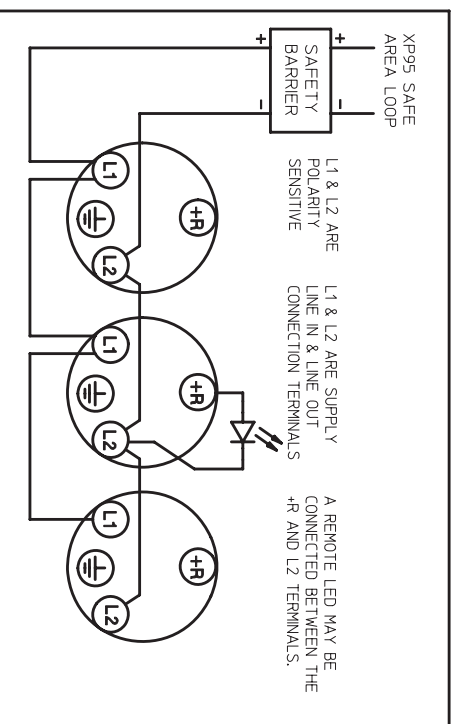 XP95 SAFE
AREA LOOP
+
-
SAFETY
BARRIER
+
-
L1 & L2 ARE
POLARITY
SENSITIVE
L1 & L2 ARE SUPPLY
LINE IN & LINE OUT
CONNECTION TERMINALS
A REMOTE LED MAY BE
CONNECTED BETWEEN THE
+R AND L2 TERMINALS.
+R
L1
L2
+R
L1
L2
+R
L1
L2